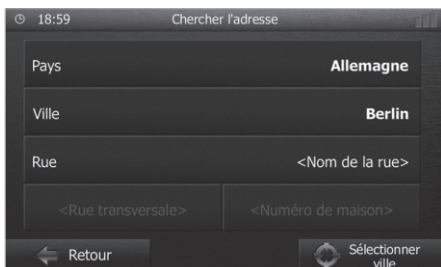 18:59 Chercher l'adresse
Pays Allemagne
Ville Berlin
Rue <Nom de la rue>
<Rue transversale> <Numéro de maison>
Retour Sélectionner
ville